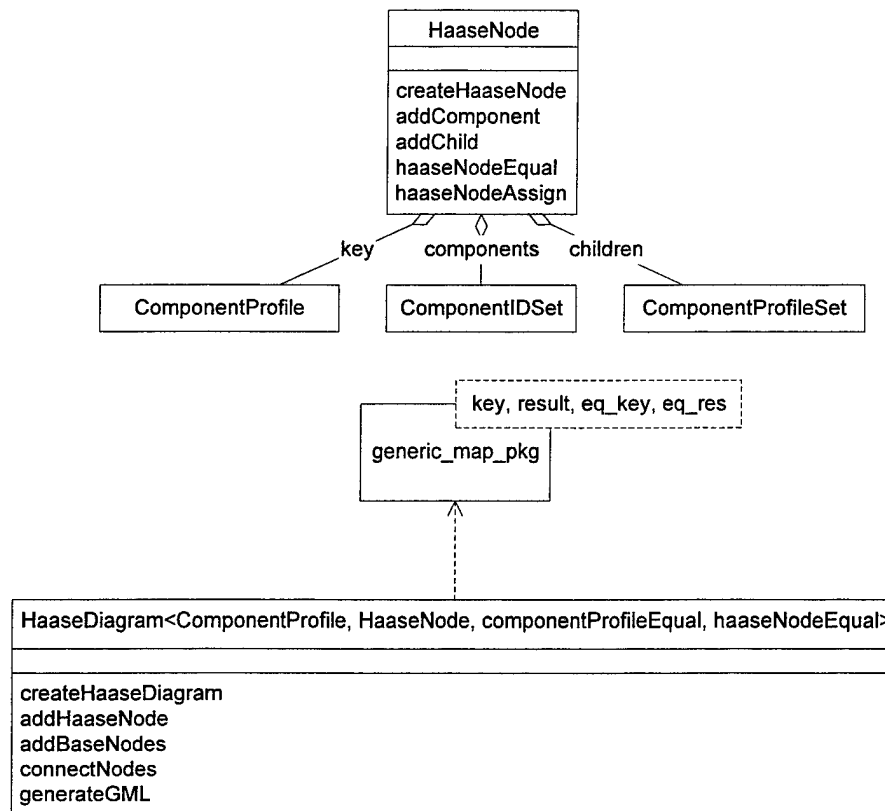 HaaseNode
createHaaseNode
addComponent
addChild
haaseNodeEqual
haaseNodeAssign
key
components
children
ComponentProfile
ComponentIDSet
ComponentProfileSet
key, result, eq_key, eq_res
generic_map_pkg
HaaseDiagram<ComponentProfile, HaaseNode, componentProfileEqual, haaseNodeEqual>
createHaaseDiagram
addHaaseNode
addBaseNodes
connectNodes
generateGML